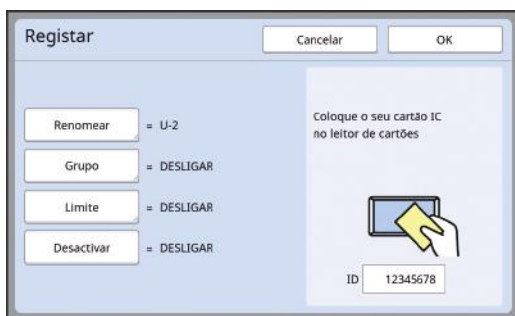 Registar
Cancelar
OK
Renomear = U-2
Grupo = DESLIGAR
Limite = DESLIGAR
Desactivar = DESLIGAR
Coloque o seu cartão IC
no leitor de cartões
ID 12345678